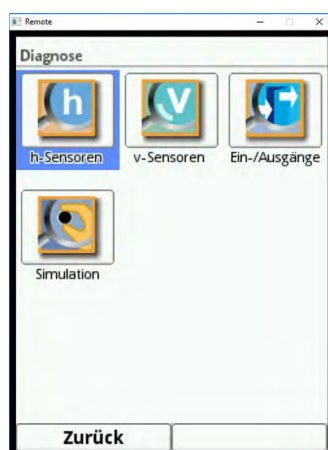 Remote
Diagnose
h
V
h-Sensoren
v-Sensoren
Ein-/Ausgänge
Simulation
Zurück